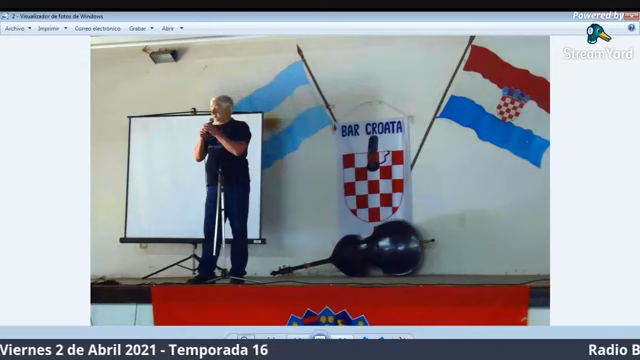 2 - Visualizador de fotos de Windows
Powered by
Archivo Imprimir Correo electrónico Grabar Abrir
StreamYard
BAR CROATA
Viernes 2 de Abril 2021 - Temporada 16
Radio B